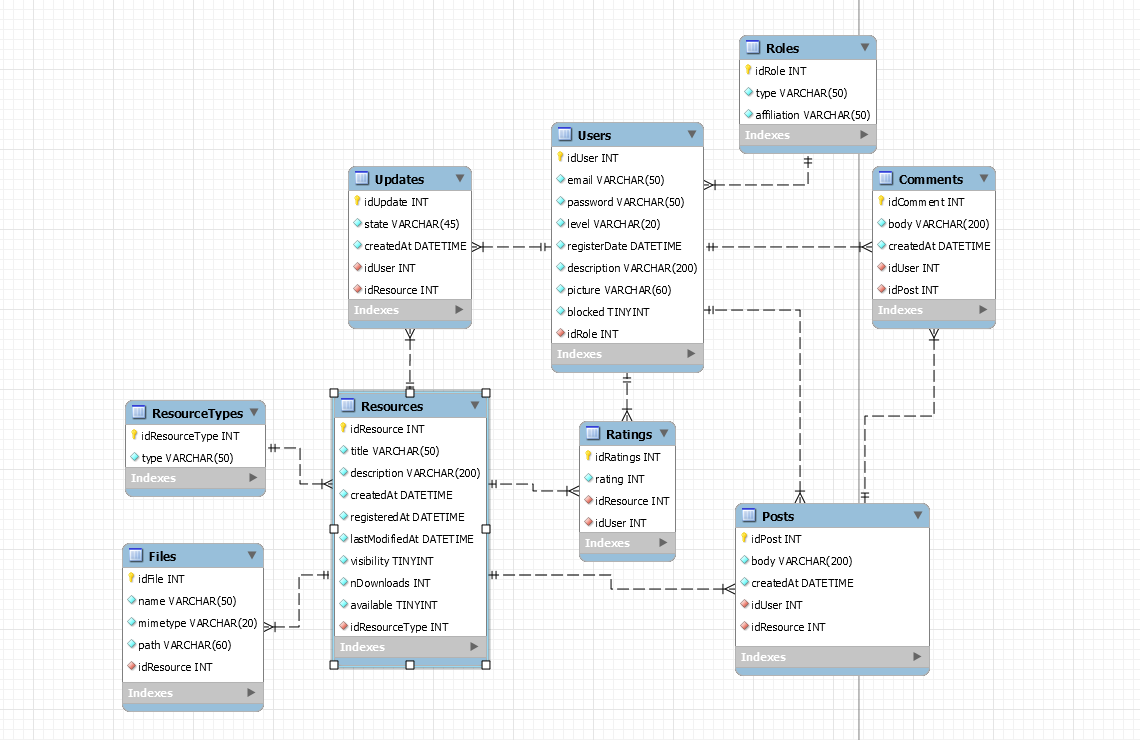 Roles
idRole INT
type VARCHAR(50)
affiliation VARCHAR(50)
Indexes
Users
idUser INT
email VARCHAR(50)
password VARCHAR(50)
level VARCHAR(20)
registerDate DATETIME
description VARCHAR(200)
picture VARCHAR(60)
blocked TINYINT
idRole INT
Indexes
Updates
idUpdate INT
state VARCHAR(45)
createdAt DATETIME
idUser INT
idResource INT
Indexes
Comments
idComment INT
body VARCHAR(200)
createdAt DATETIME
idUser INT
idPost INT
Indexes
ResourceTypes
idResourceType INT
type VARCHAR(50)
Indexes
Resources
idResource INT
title VARCHAR(50)
description VARCHAR(200)
createdAt DATETIME
registeredAt DATETIME
lastModifiedAt DATETIME
visibility TINYINT
nDownloads INT
available TINYINT
idResourceType INT
Indexes
Ratings
idRatings INT
rating INT
idResource INT
idUser INT
Indexes
Files
idFile INT
name VARCHAR(50)
mimetype VARCHAR(20)
path VARCHAR(60)
idResource INT
Indexes
Posts
idPost INT
body VARCHAR(200)
createdAt DATETIME
idUser INT
idResource INT
Indexes